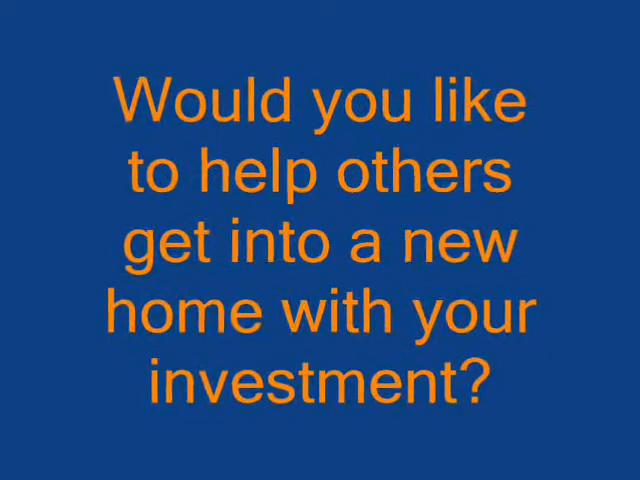 Would you like
to help others
get into a new
home with your
investment?